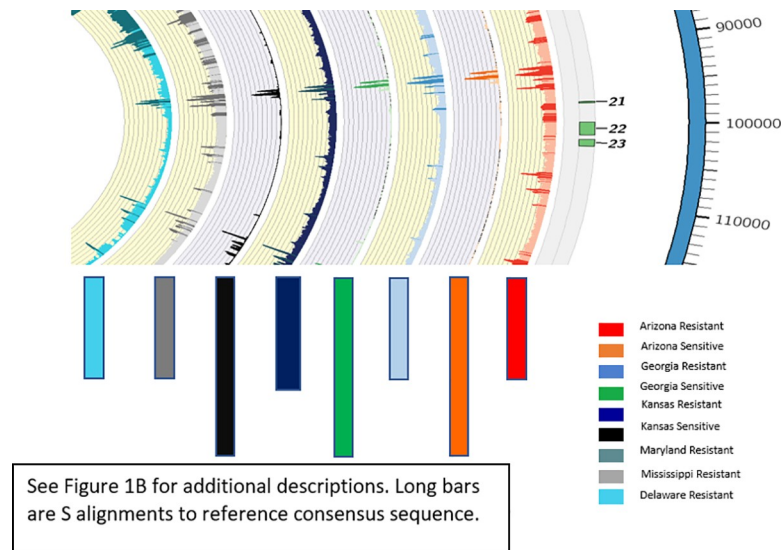 90000
21
22
23
100000
110000
Arizona Resistant
Arizona Sensitive
Georgia Resistant
Georgia Sensitive
Kansas Resistant
Kansas Sensitive
Maryland Resistant
Mississippi Resistant
Delaware Resistant
See Figure 1B for additional descriptions. Long bars
are S alignments to reference consensus sequence.